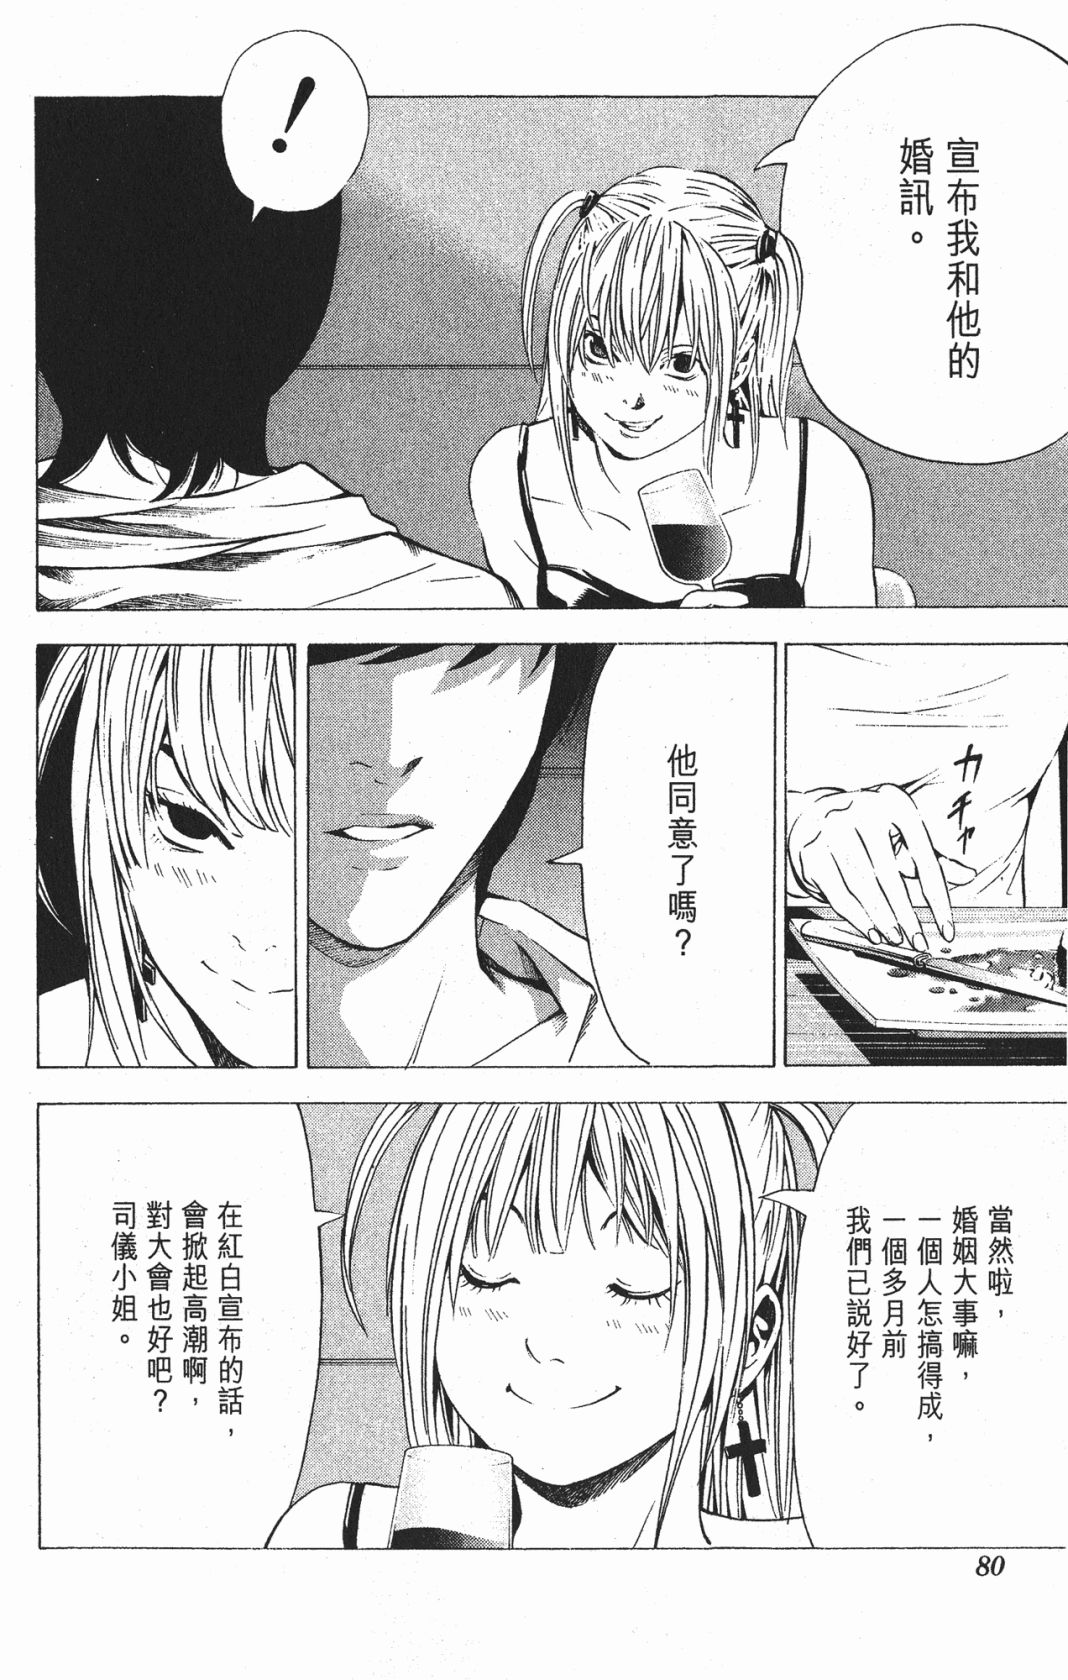 宣布我和他的
婚訊。
！
カチャ
他同意了嗎？
當然啦，
婚姻大事嘛，
一個人怎搞得成，
一個多月前
我們已說好了。
在紅白宣布的話，
會掀起高潮啊，
對大會也好吧？
司儀小姐。
80